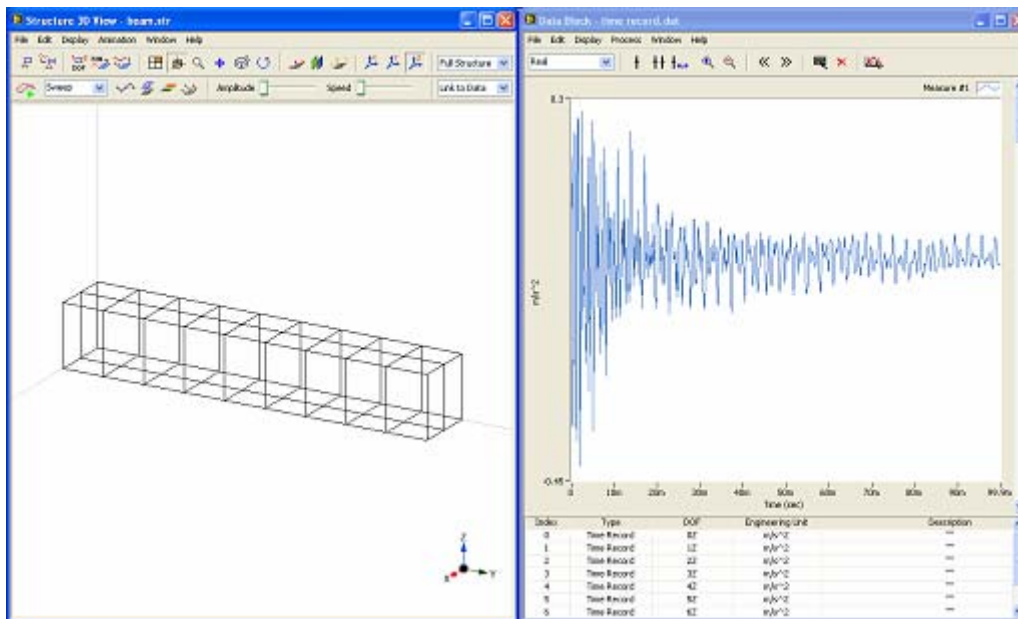 Structure 3D View - beam.str
File Edit Display Animation Window Help
DOF
Full Structure
Sweep
Amplitude
Speed
Link to Data
Data Block - time record.dat
File Edit Display Process Window Help
Real
Measure #1
0.3
m/s^2
-0.45
0 10m 20m 30m 40m 50m 60m 70m 80m 90m 99.9m
Time (sec)
Z
X
Y
Index Type DOF Engineering Unit Description
0 Time Record 0Z m/s^2 ""
1 Time Record 1Z m/s^2 ""
2 Time Record 2Z m/s^2 ""
3 Time Record 3Z m/s^2 ""
4 Time Record 4Z m/s^2 ""
5 Time Record 5Z m/s^2 ""
6 Time Record 6Z m/s^2 ""